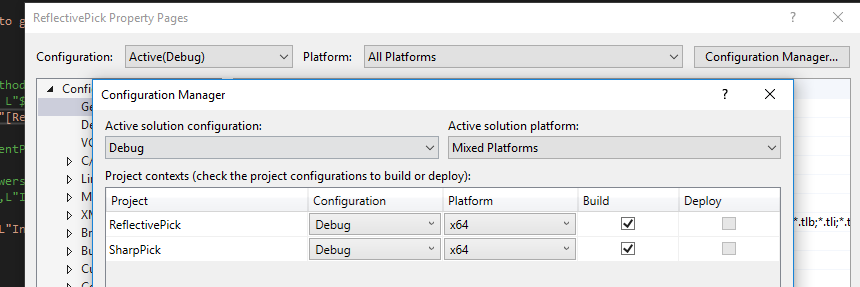 to g
ReflectivePick Property Pages
Configuration: Active(Debug) Platform: All Platforms Configuration Manager...
thod
Confi
L"$
Ge
"[Re
De
VC
entP
C/
wers
Lin
,L"I
M
XM
L"In
Br
Bu
Cu
*.tlb;*.tli;*.t
Configuration Manager
Active solution configuration: Active solution platform:
Debug Mixed Platforms
Project contexts (check the project configurations to build or deploy):
Project Configuration Platform Build Deploy
ReflectivePick Debug x64
SharpPick Debug x64